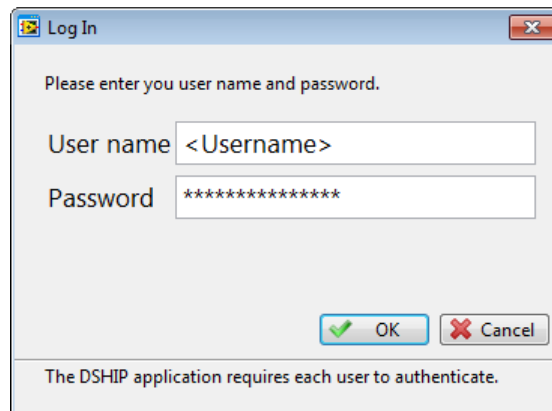 Log In
Please enter you user name and password.
User name <Username>
Password ***************
OK Cancel
The DSHIP application requires each user to authenticate.